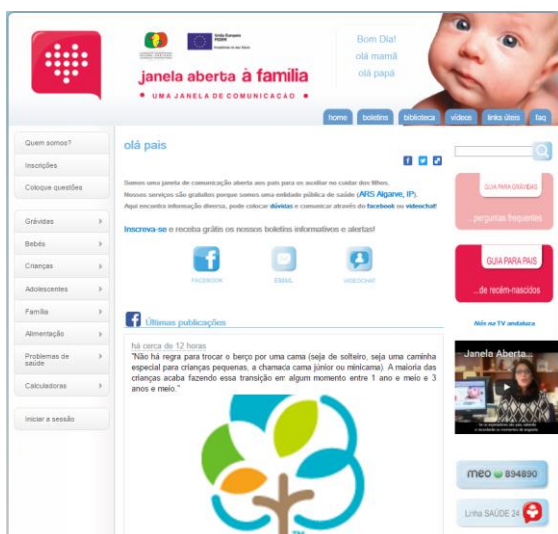 União Europeia
FEDER
janela aberta à família
• UMA JANELA DE COMUNICAÇÃO •
Bom Dia!
olá mamã
olá papá
home
boletins
biblioteca
vídeos
links úteis
faq
Quem somos?
Inscrições
Coloque questões
Grávidas
Bebés
Crianças
Adolescentes
Família
Alimentação
Problemas de
saúde
Calculadoras
Iniciar a sessão
olá pais
Somos uma janela de comunicação aberta aos pais para os auxiliar no cuidar dos filhos.
Nossos serviços são gratuitos porque somos uma entidade pública de saúde (ARS Algarve, IP).
Aqui encontra informação diversa, pode colocar dúvidas e comunicar através do facebook ou videochat!
Inscreva-se e receba grátis os nossos boletins informativos e alertas!
FACEBOOK
EMAIL
VIDEOCHAT
Últimas publicações
há cerca de 12 horas
"Não há regra para trocar o berço por uma cama (seja de solteiro, seja uma caminha
especial para crianças pequenas, a chamada cama júnior ou minicama). A maioria das
crianças acaba fazendo essa transição em algum momento entre 1 ano e meio e 3
anos e meio."
TM
GUIA PARA GRÁVIDAS
...perguntas frequentes
GUIA PARA PAIS
...de recém-nascidos
Nós na TV andaluza
Janela Aberta...
meo 894890
Linha SAÚDE 24